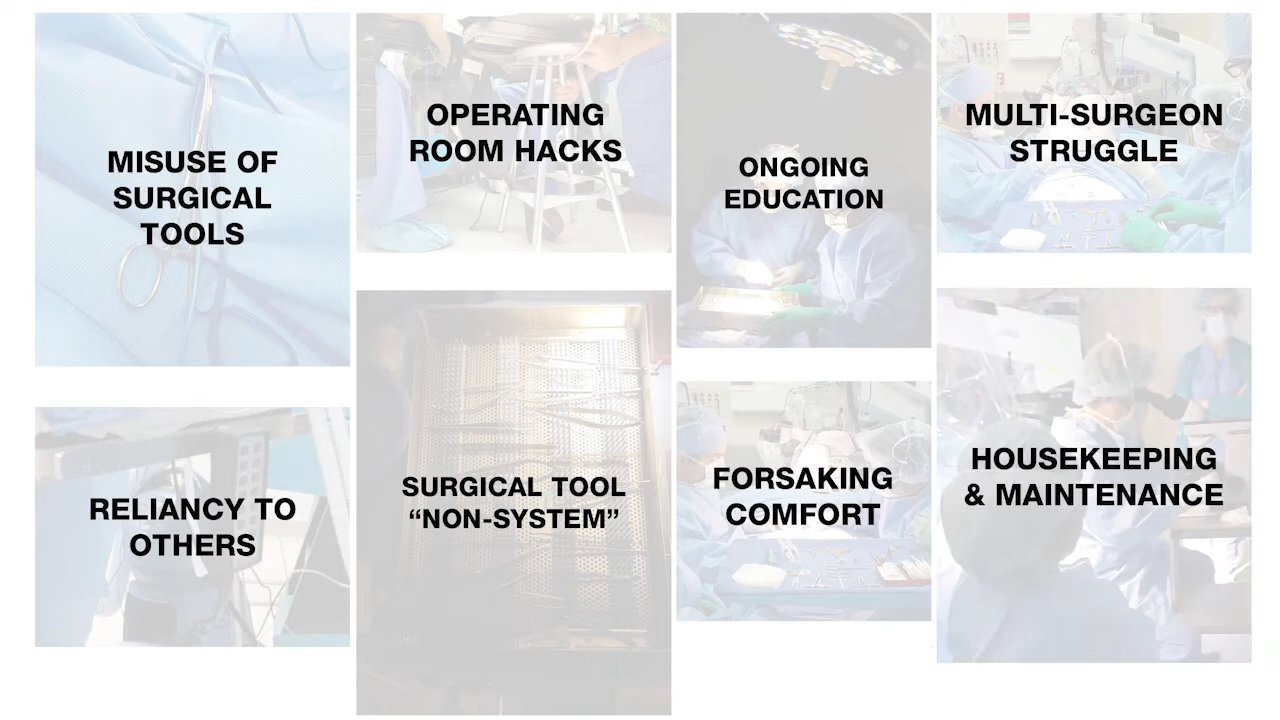 MISUSE OF
SURGICAL
TOOLS
OPERATING
ROOM HACKS
ONGOING
EDUCATION
MULTI-SURGEON
STRUGGLE
RELIANCY TO
OTHERS
SURGICAL TOOL
“NON-SYSTEM”
FORSAKING
COMFORT
HOUSEKEEPING
& MAINTENANCE